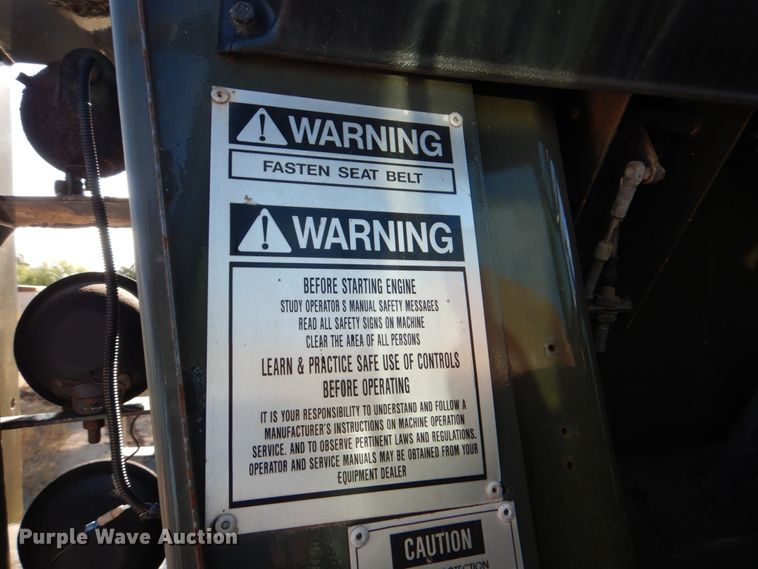 WARNING
FASTEN SEAT BELT
WARNING
BEFORE STARTING ENGINE
STUDY OPERATOR S MANUAL SAFETY MESSAGES
READ ALL SAFETY SIGNS ON MACHINE
CLEAR THE AREA OF ALL PERSONS
LEARN & PRACTICE SAFE USE OF CONTROLS
BEFORE OPERATING
IT IS YOUR RESPONSIBILITY TO UNDERSTAND AND FOLLOW A
MANUFACTURER'S INSTRUCTIONS ON MACHINE OPERATION
SERVICE, AND TO OBSERVE PERTINENT LAWS AND REGULATIONS.
OPERATOR AND SERVICE MANUALS MAY BE OBTAINED FROM YOUR
EQUIPMENT DEALER
CAUTION
Purple Wave Auction